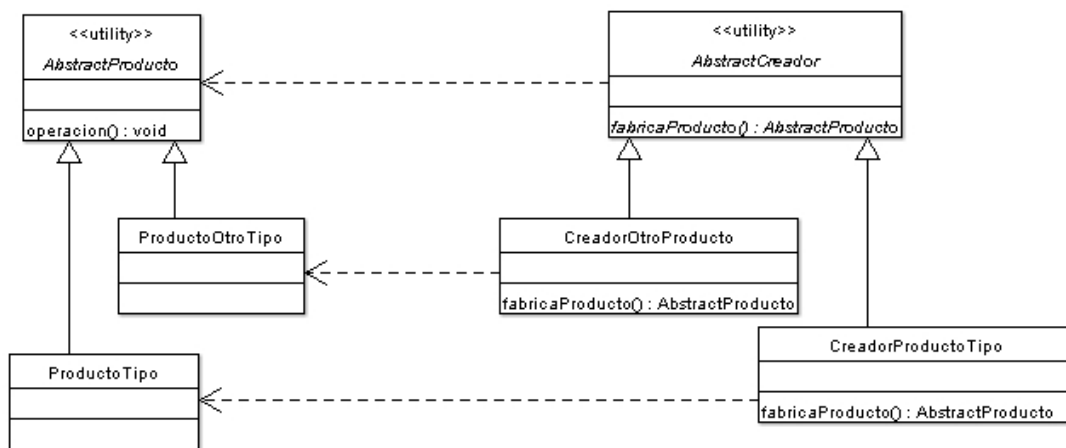 <<utility>>
AbstractProducto
operacion() : void
<<utility>>
AbstractCreador
fabricaProducto() : AbstractProducto
ProductoOtroTipo
CreadorOtroProducto
fabricaProducto() : AbstractProducto
ProductoTipo
CreadorProductoTipo
fabricaProducto() : AbstractProducto